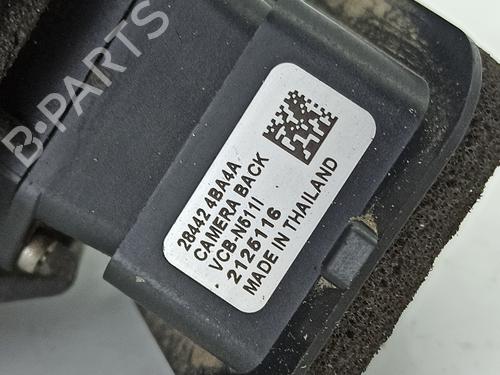 B-PARTS
28442 4BA4A
CAMERA BACK
VCB-N511I
2125116
MADE IN THAILAND